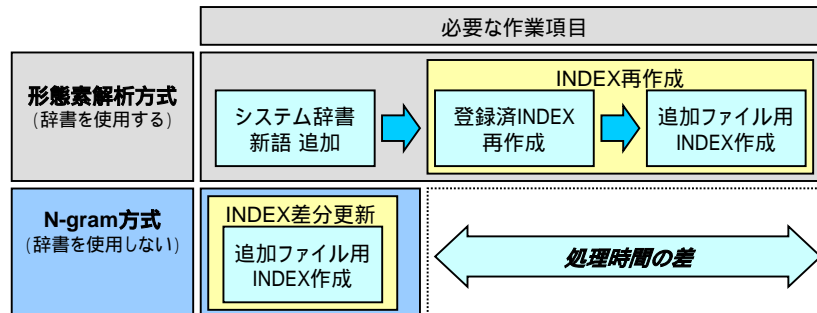 必要な作業項目
形態素解析方式
(辞書を使用する)
システム辞書
新語 追加
INDEX再作成
登録済INDEX
再作成
追加ファイル用
INDEX作成
N-gram方式
(辞書を使用しない)
INDEX差分更新
追加ファイル用
INDEX作成
処理時間の差